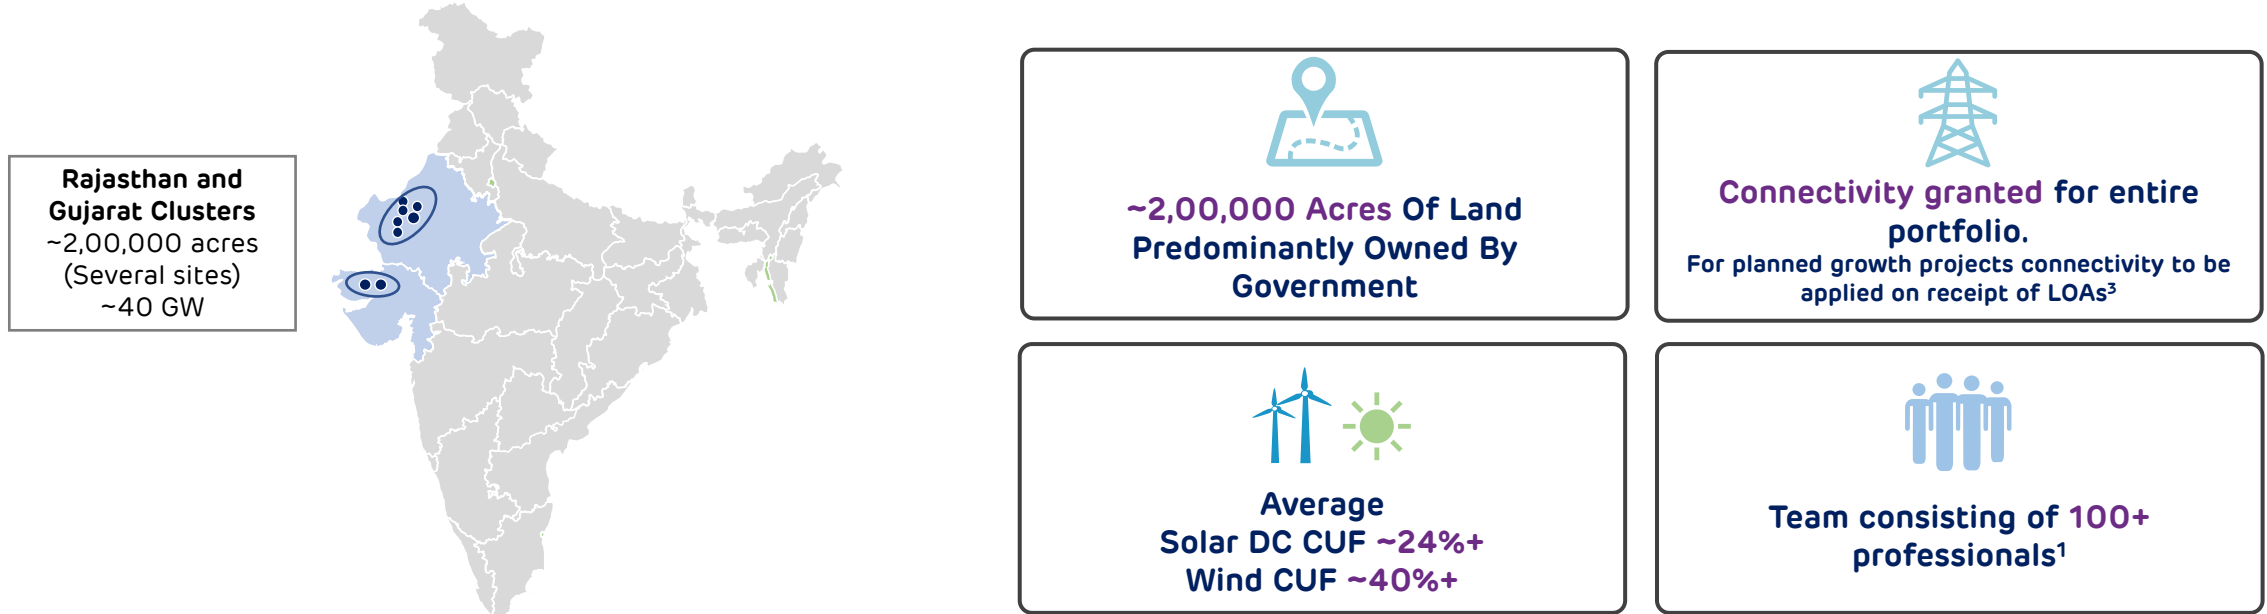 Rajasthan and
Gujarat Clusters
~2,00,000 acres
(Several sites)
~40 GW
~2,00,000 Acres Of Land
Predominantly Owned By
Government
Connectivity granted for entire
portfolio.
For planned growth projects connectivity to be
applied on receipt of LOAs³
Average
Solar DC CUF ~24%+
Wind CUF ~40%+
Team consisting of 100+
professionals¹